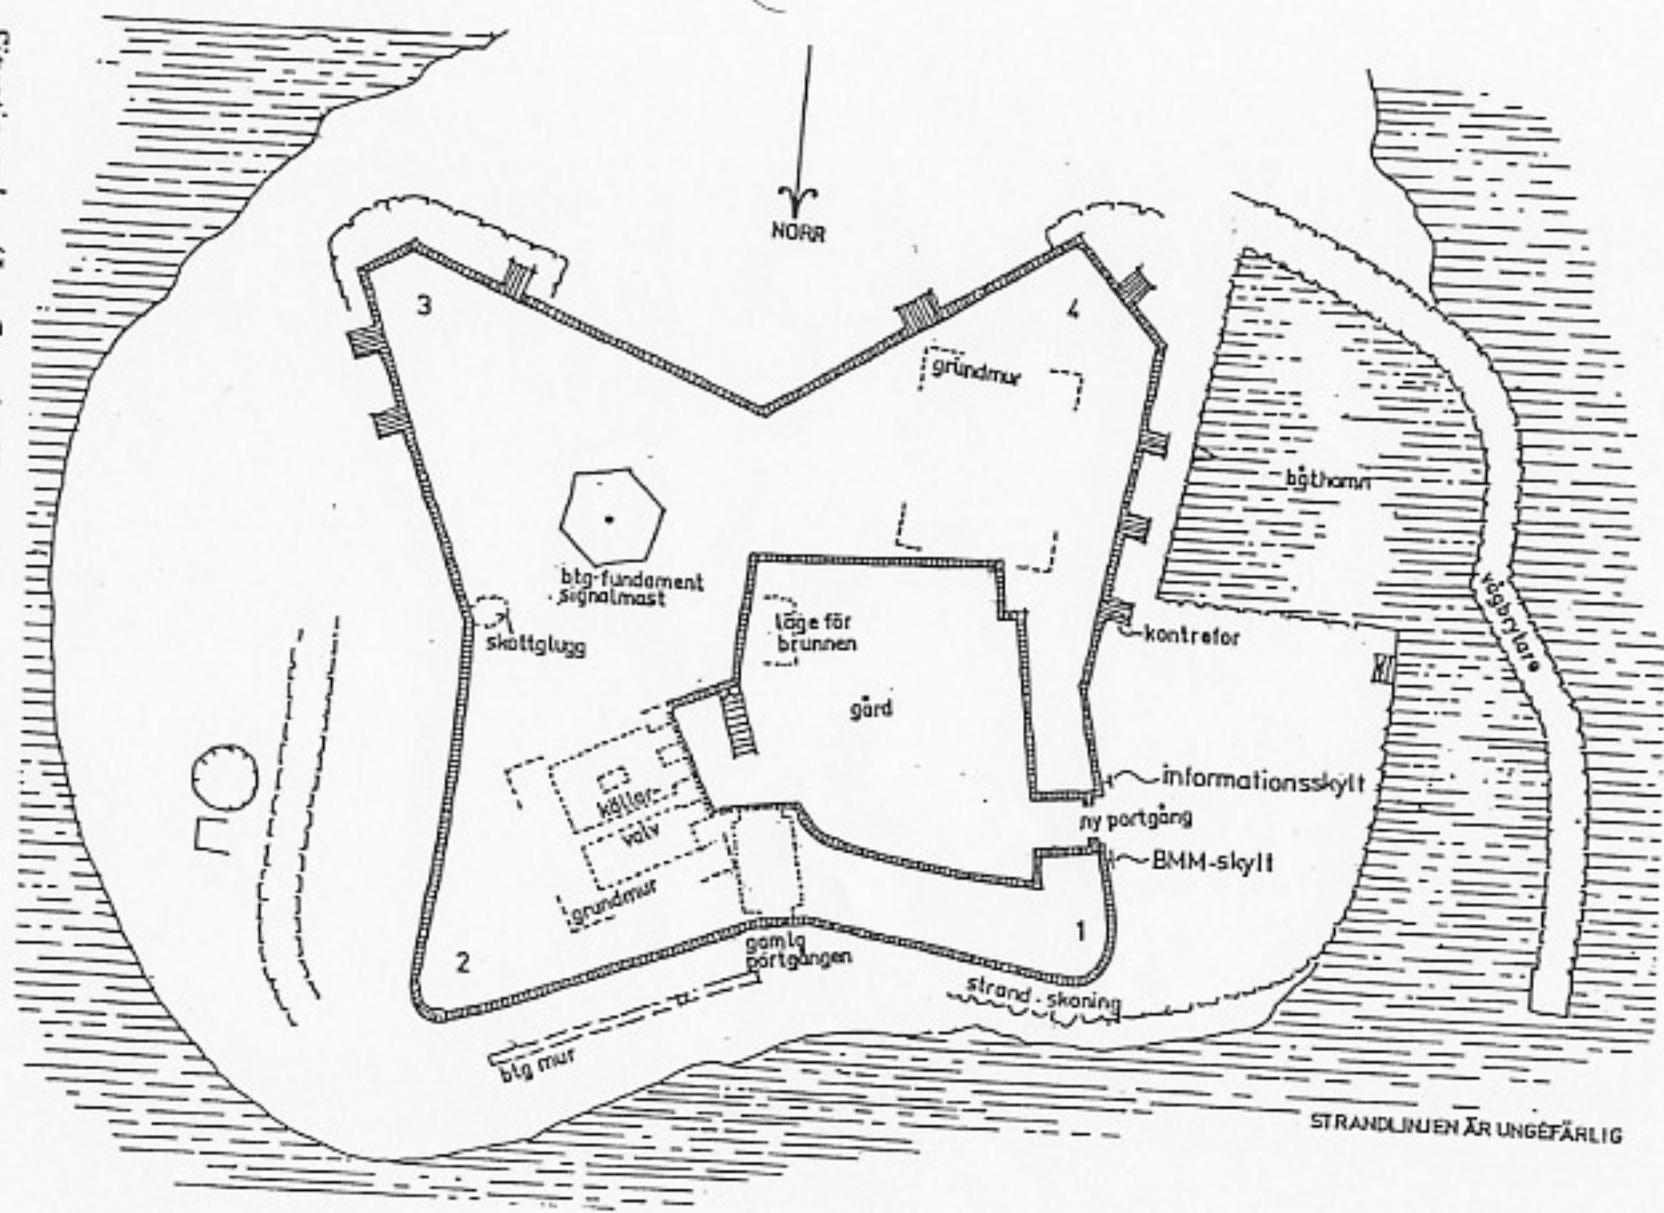 NORR
3
4
grundmur
båthamn
btg-fundament
signalmast
skottglugg
läge för
brunnen
kontrefor
vågbrytare
gård
informationsskylt
ny portgång
BMM-skylt
källar-
valv
grundmur
gamla
portgången
1
2
strand-skoning
btg mur
STRANDLINJEN ÄR UNGEFÄRLIG